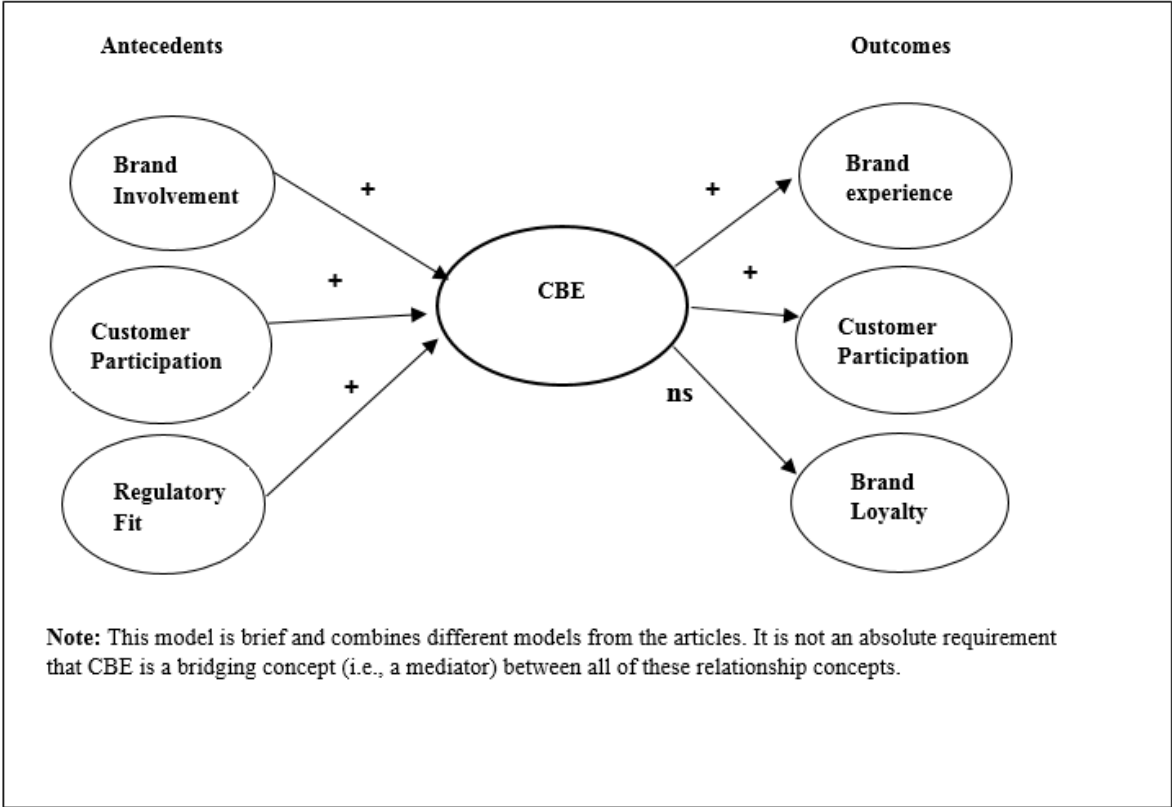 Antecedents
Outcomes
Brand
Involvement
+
+
Brand
experience
CBE
Customer
Participation
+
+
Customer
Participation
Regulatory
Fit
+
ns
Brand
Loyalty
Note: This model is brief and combines different models from the articles. It is not an absolute requirement
that CBE is a bridging concept (i.e., a mediator) between all of these relationship concepts.